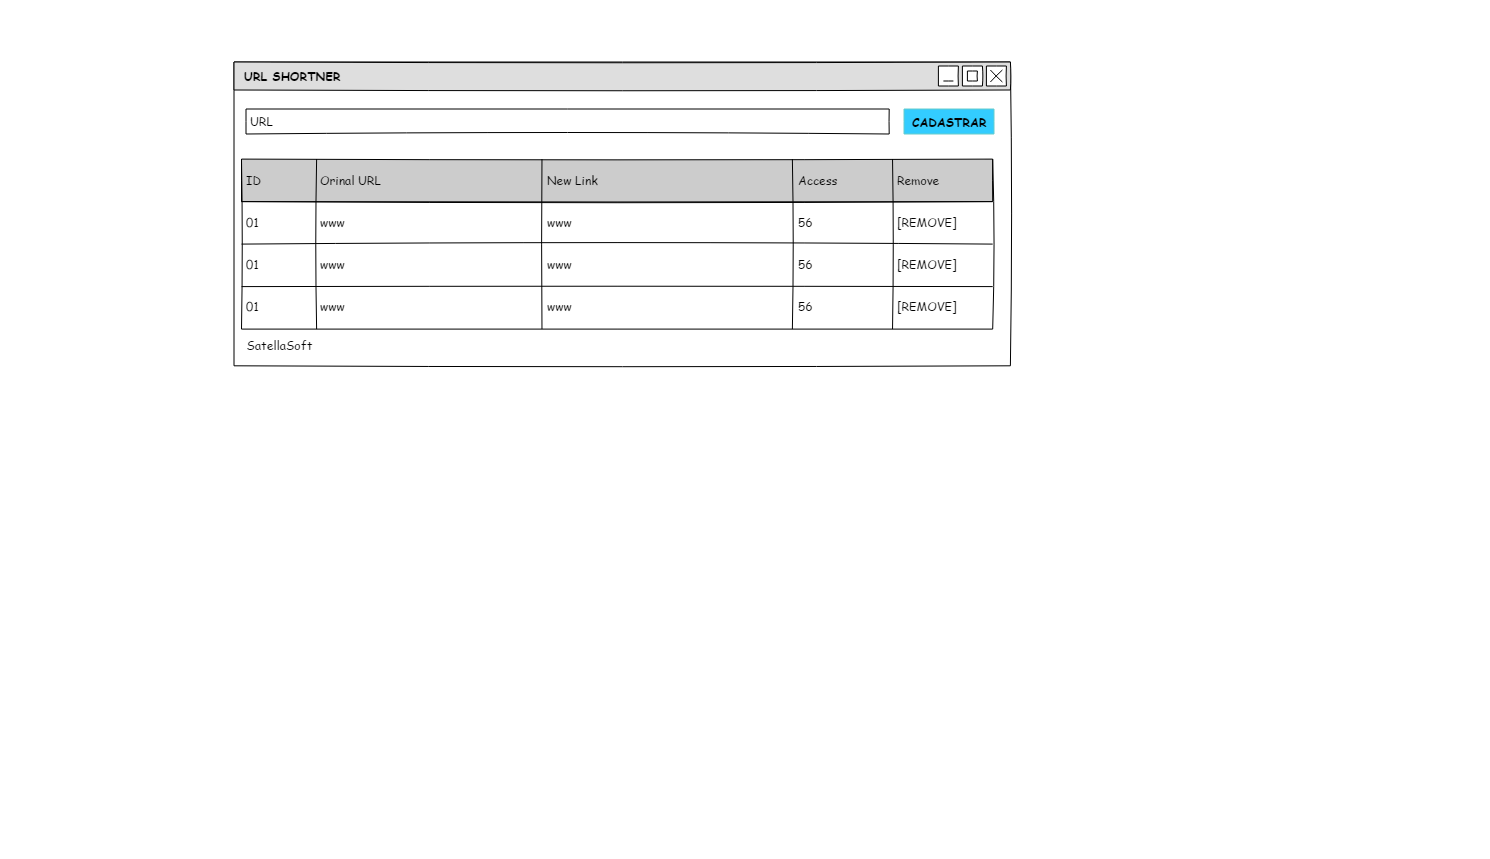 URL SHORTNER
URL
CADASTRAR
ID Orinal URL New Link Access Remove
01 www www 56 [REMOVE]
01 www www 56 [REMOVE]
01 www www 56 [REMOVE]
SatellaSoft